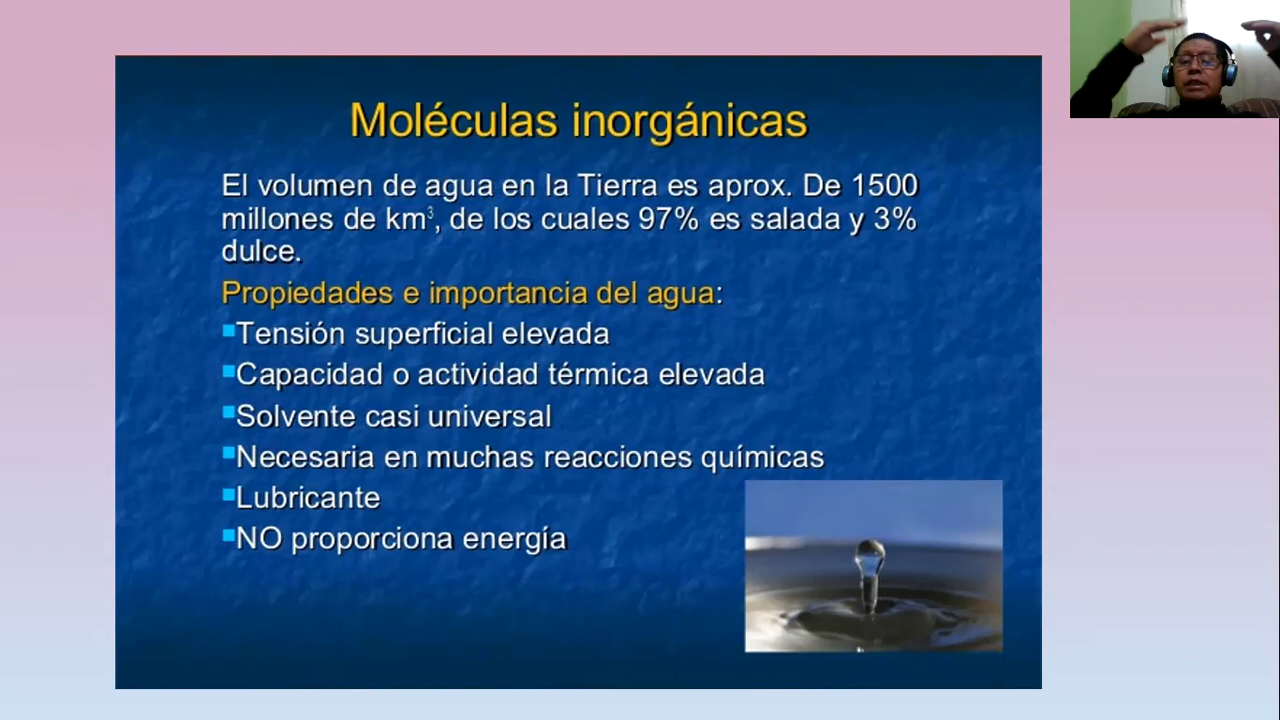 Moléculas inorgánicas
El volumen de agua en la Tierra es aprox. De 1500
millones de km³, de los cuales 97% es salada y 3%
dulce.
Propiedades e importancia del agua:
▪Tensión superficial elevada
▪Capacidad o actividad térmica elevada
▪Solvente casi universal
▪Necesaria en muchas reacciones químicas
▪Lubricante
▪NO proporciona energía